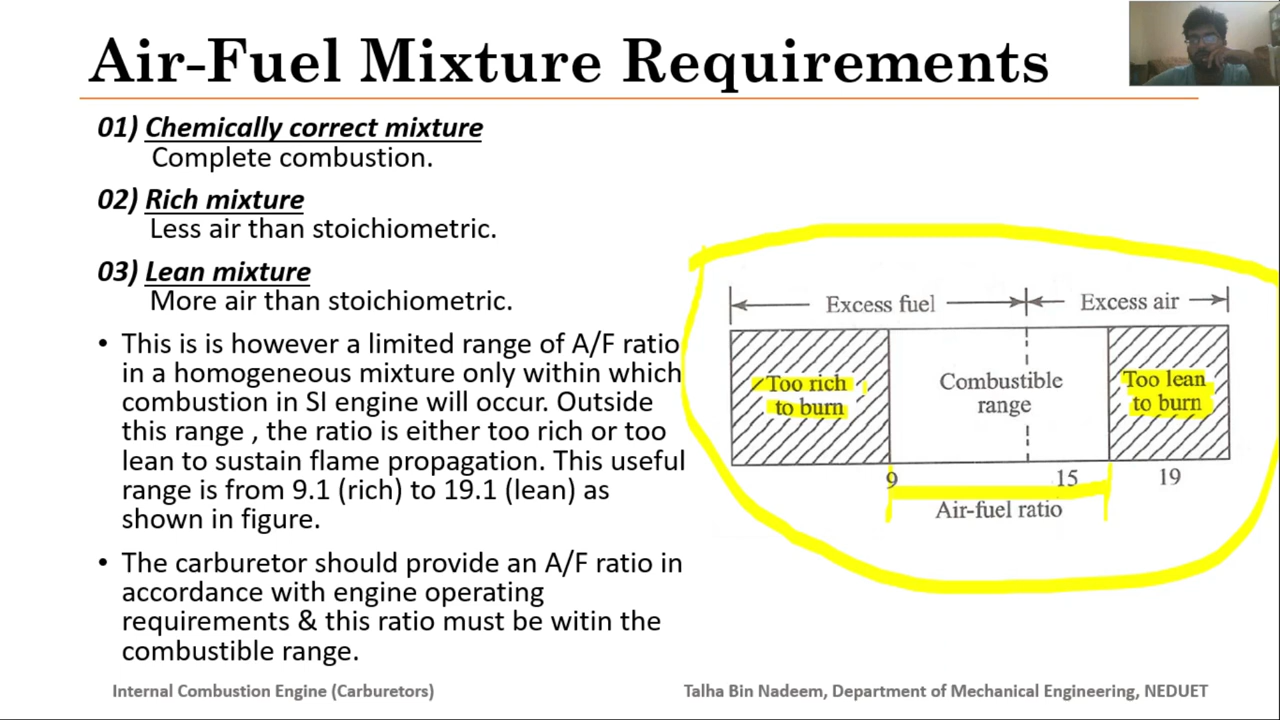 Air-Fuel Mixture Requirements
01) Chemically correct mixture
Complete combustion.
02) Rich mixture
Less air than stoichiometric.
03) Lean mixture
More air than stoichiometric.
• This is is however a limited range of A/F ratio
in a homogeneous mixture only within which
combustion in SI engine will occur. Outside
this range , the ratio is either too rich or too
lean to sustain flame propagation. This useful
range is from 9.1 (rich) to 19.1 (lean) as
shown in figure.
• The carburetor should provide an A/F ratio in
accordance with engine operating
requirements & this ratio must be witin the
combustible range.
Excess fuel
Excess air
Too rich
to burn
Combustible
range
Too lean
to burn
9
15
19
Air-fuel ratio
Internal Combustion Engine (Carburetors)
Talha Bin Nadeem, Department of Mechanical Engineering, NEDUET